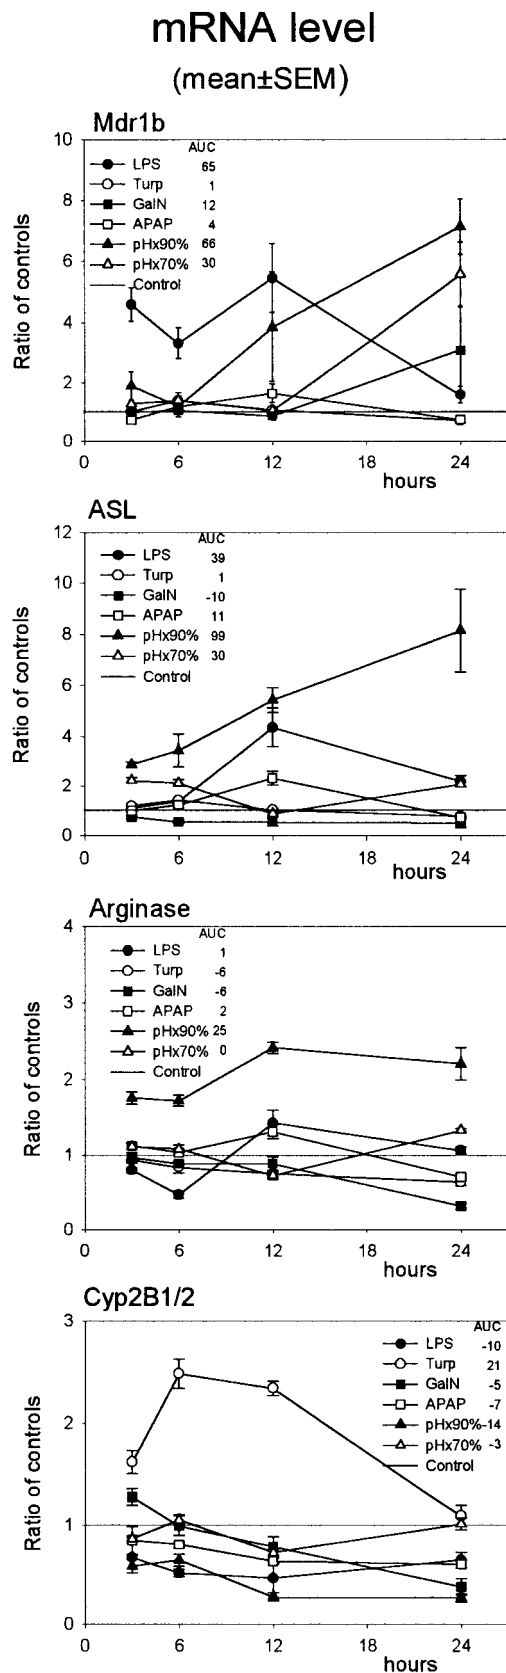 mRNA level
(mean±SEM)
Mdr1b
10
8
6
4
2
0
Ratio of controls
AUC
LPS 65
Turp 1
GalN 12
APAP 4
pHx90% 66
pHx70% 30
Control
0 6 12 18 24
hours
ASL
12
10
8
6
4
2
0
Ratio of controls
AUC
LPS 39
Turp 1
GalN -10
APAP 11
pHx90% 99
pHx70% 30
Control
0 6 12 18 24
hours
Arginase
4
3
2
1
0
Ratio of controls
AUC
LPS 1
Turp -6
GalN -6
APAP 2
pHx90% 25
pHx70% 0
Control
0 6 12 18 24
hours
Cyp2B1/2
3
2
1
0
Ratio of controls
AUC
LPS -10
Turp 21
GalN -5
APAP -7
pHx90% -14
pHx70% -3
Control
0 6 12 18 24
hours